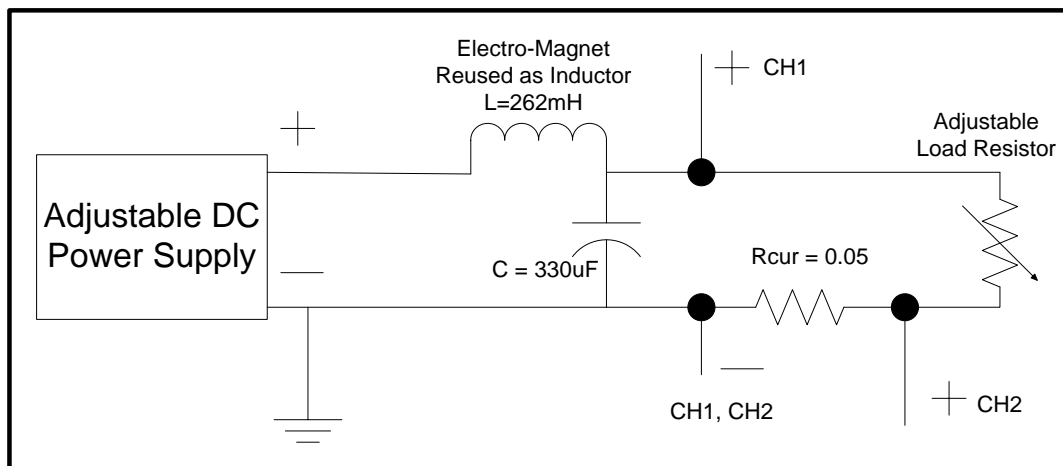 Electro-Magnet
Reused as Inductor
L=262mH
+
CH1
+
Adjustable
Load Resistor
Adjustable DC
Power Supply
—
C = 330uF
Rcur = 0.05
—
CH1, CH2
+
CH2